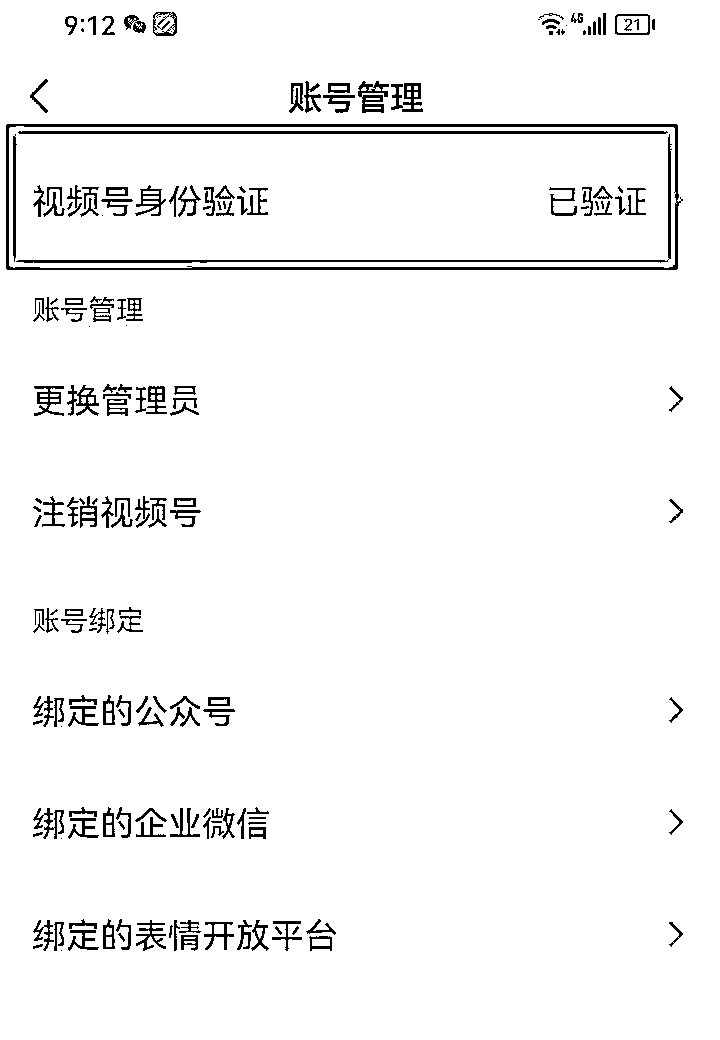 9:12 4G 21
账号管理
视频号身份验证 已验证
账号管理
更换管理员
注销视频号
账号绑定
绑定的公众号
绑定的企业微信
绑定的表情开放平台